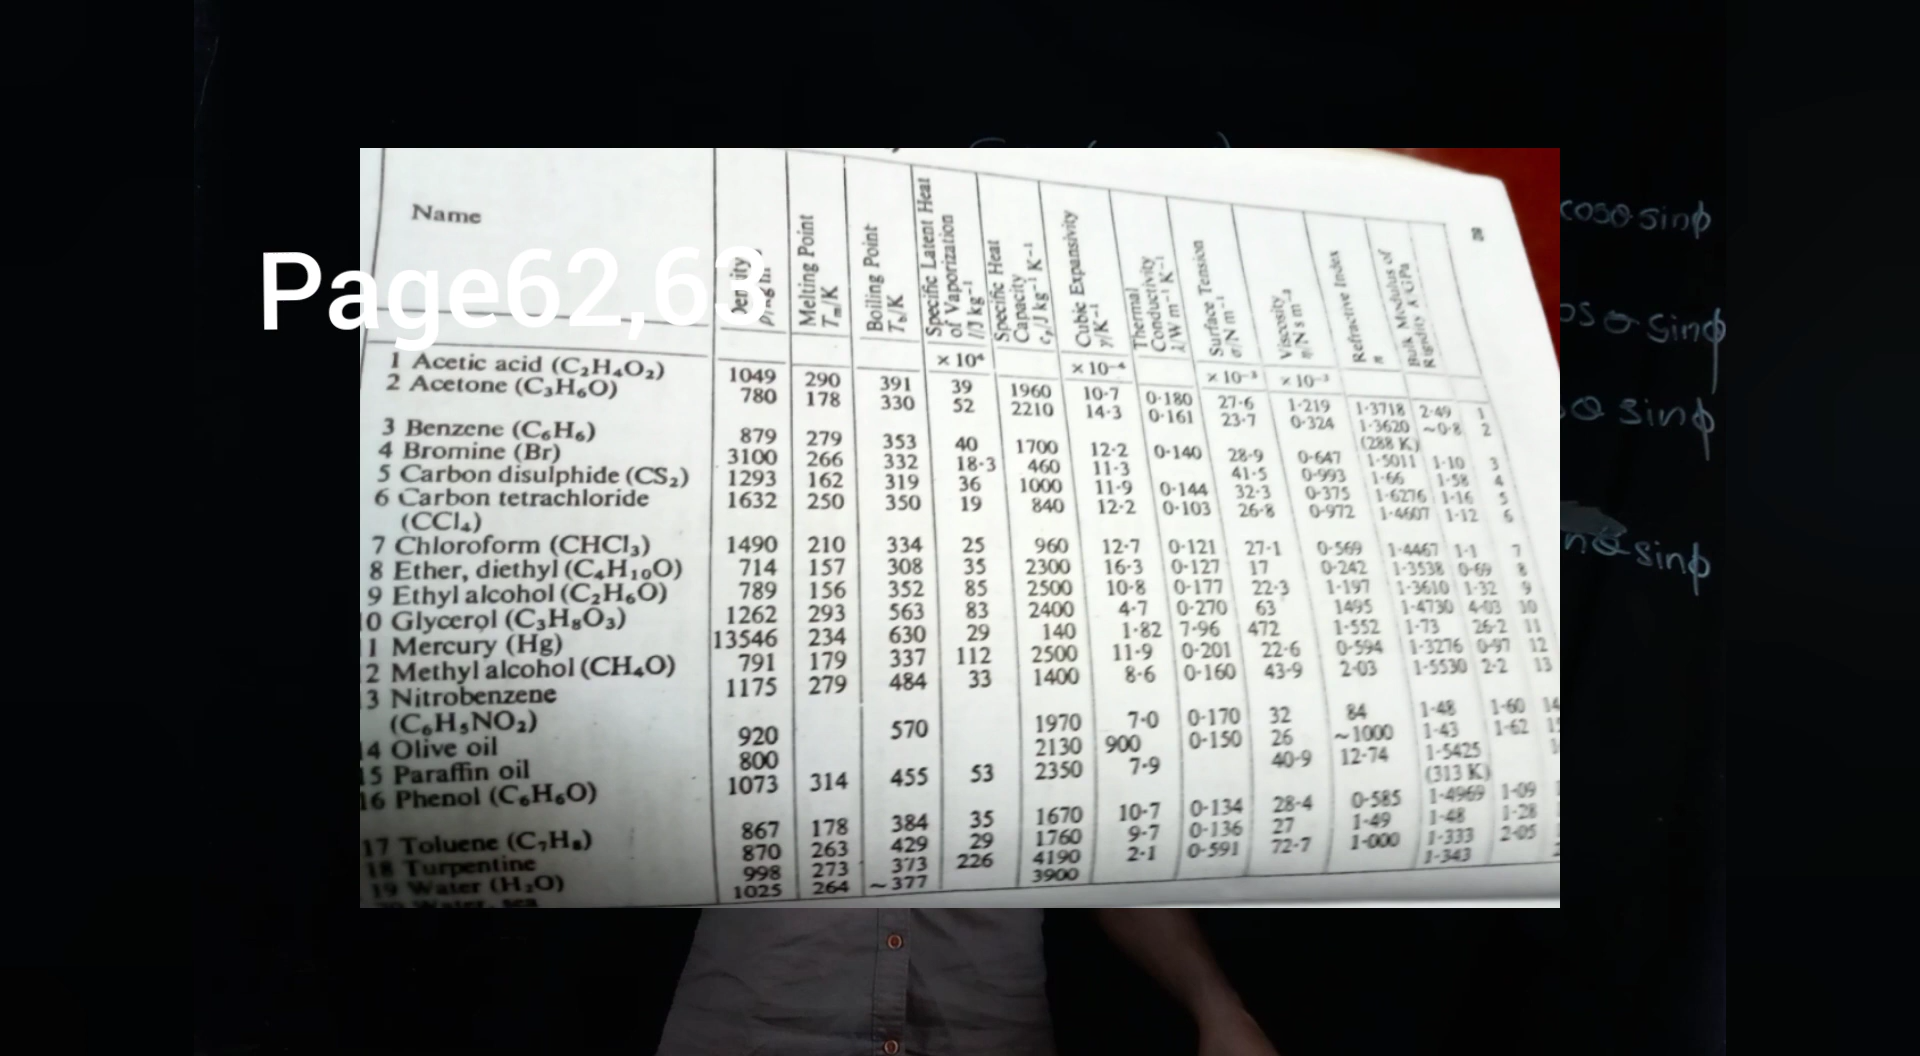 Page62,63
Name
Density
Melting Point Tm/K
Boiling Point Tb/K
Specific Latent Heat of Vaporization l/J kg⁻¹
Specific Heat Capacity cp/J kg⁻¹ K⁻¹
Cubic Expansivity γ/K⁻¹
Thermal Conductivity λ/W m⁻¹ K⁻¹
Surface Tension σ/N m⁻¹
Viscosity η/N s m⁻²
Refractive Index n
Bulk Modulus of Rigidity K GPa
× 10⁴ × 10⁻⁴ × 10⁻³ × 10⁻³
1 Acetic acid (C₂H₄O₂) 1049 290 391 39 1960 10·7 0·180 27·6 1·219 1·3718 2·49 1
2 Acetone (C₃H₆O) 780 178 330 52 2210 14·3 0·161 23·7 0·324 1·3620 ~0·8 2
(288 K)
3 Benzene (C₆H₆) 879 279 353 40 1700 12·2 0·140 28·9 0·647 1·5011 1·10 3
4 Bromine (Br) 3100 266 332 18·3 460 11·3 41·5 0·993 1·66 1·58 4
5 Carbon disulphide (CS₂) 1293 162 319 36 1000 11·9 0·144 32·3 0·375 1·6276 1·16 5
6 Carbon tetrachloride 1632 250 350 19 840 12·2 0·103 26·8 0·972 1·4607 1·12 6
(CCl₄)
7 Chloroform (CHCl₃) 1490 210 334 25 960 12·7 0·121 27·1 0·569 1·4467 1·1 7
8 Ether, diethyl (C₄H₁₀O) 714 157 308 35 2300 16·3 0·127 17 0·242 1·3538 0·69 8
9 Ethyl alcohol (C₂H₆O) 789 156 352 85 2500 10·8 0·177 22·3 1·197 1·3610 1·32 9
0 Glycerol (C₃H₈O₃) 1262 293 563 83 2400 4·7 0·270 63 1495 1·4730 4·03 10
1 Mercury (Hg) 13546 234 630 29 140 1·82 7·96 472 1·552 1·73 26·2 11
2 Methyl alcohol (CH₄O) 791 179 337 112 2500 11·9 0·201 22·6 0·594 1·3276 0·97 12
3 Nitrobenzene 1175 279 484 33 1400 8·6 0·160 43·9 2·03 1·5530 2·2 13
(C₆H₅NO₂)
14 Olive oil 920 570 1970 7·0 0·170 32 84 1·48 1·60 14
15 Paraffin oil 800 2130 900 0·150 26 ~1000 1·43 1·62
16 Phenol (C₆H₆O) 1073 314 455 53 2350 7·9 40·9 12·74 1·5425
(313 K)
17 Toluene (C₇H₈) 867 178 384 35 1670 10·7 0·134 28·4 0·585 1·4969 1·09
18 Turpentine 870 263 429 29 1760 9·7 0·136 27 1·49 1·48 1·28
19 Water (H₂O) 998 273 373 226 4190 2·1 0·591 72·7 1·000 1·333 2·05
20 Water, sea 1025 264 ~377 3900 1·343
cosθ sinφ
θ sinφ
θ sinφ
sinφ